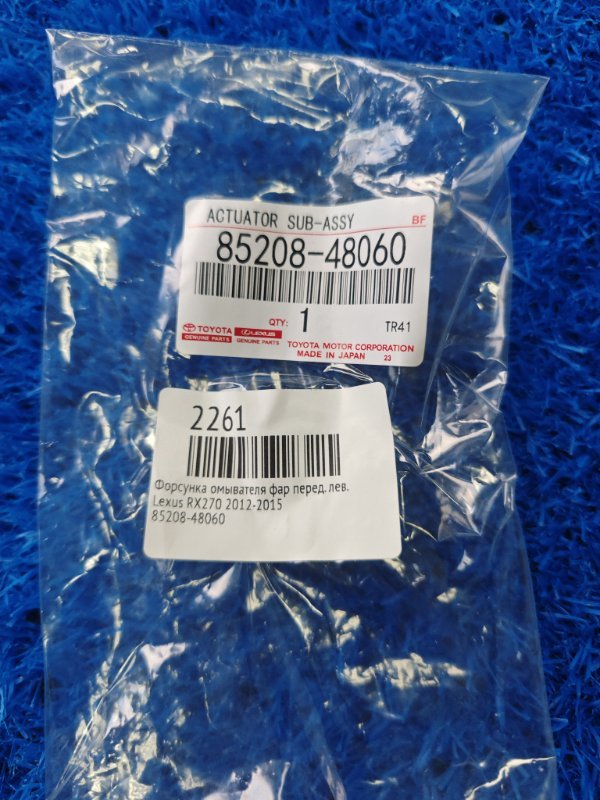 ACTUATOR SUB-ASSY BF
85208-48060
QTY: 1 TR41
TOYOTA LEXUS
GENUINE PARTS GENUINE PARTS
TOYOTA MOTOR CORPORATION
MADE IN JAPAN 23
2261
Форсунка омывателя фар перед. лев.
Lexus RX270 2012-2015
85208-48060